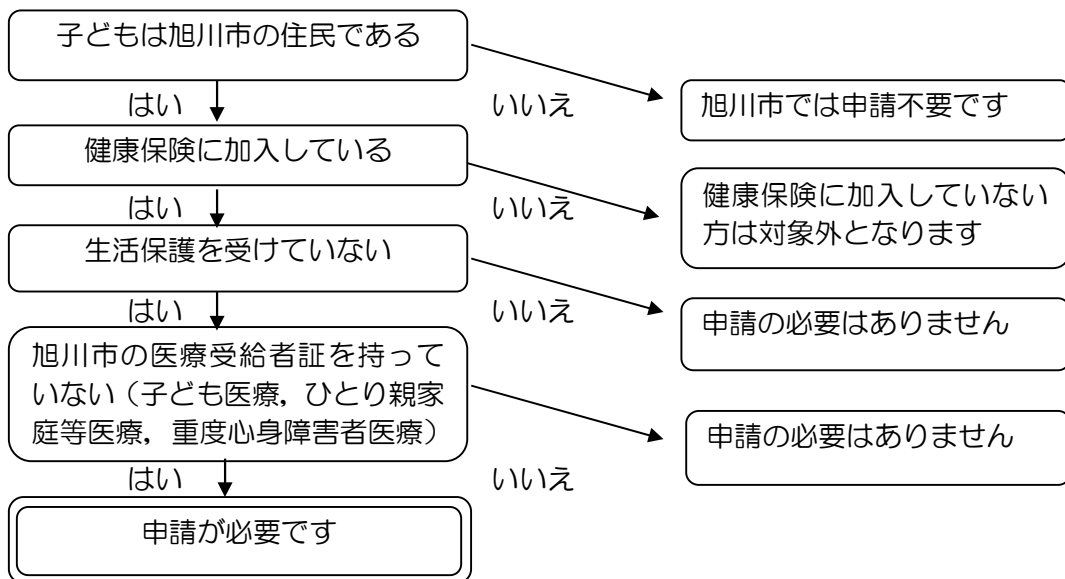 子どもは旭川市の住民である
はい
いいえ
旭川市では申請不要です
健康保険に加入している
はい
いいえ
健康保険に加入していない
方は対象外となります
生活保護を受けていない
はい
いいえ
申請の必要はありません
旭川市の医療受給者証を持って
いない（子ども医療，ひとり親家
庭等医療，重度心身障害者医療）
はい
いいえ
申請の必要はありません
申請が必要です